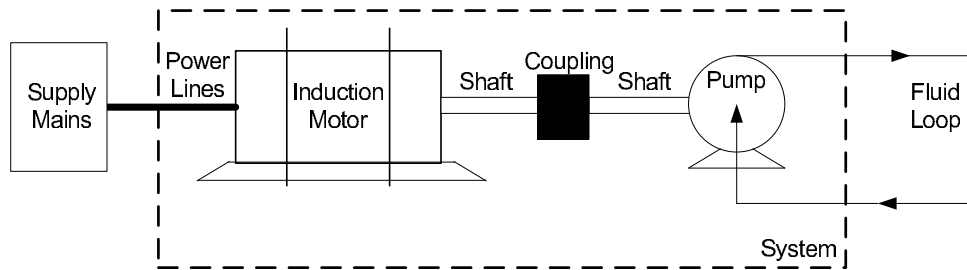 Supply
Mains
Power
Lines
Induction
Motor
Shaft
Coupling
Shaft
Pump
Fluid
Loop
System